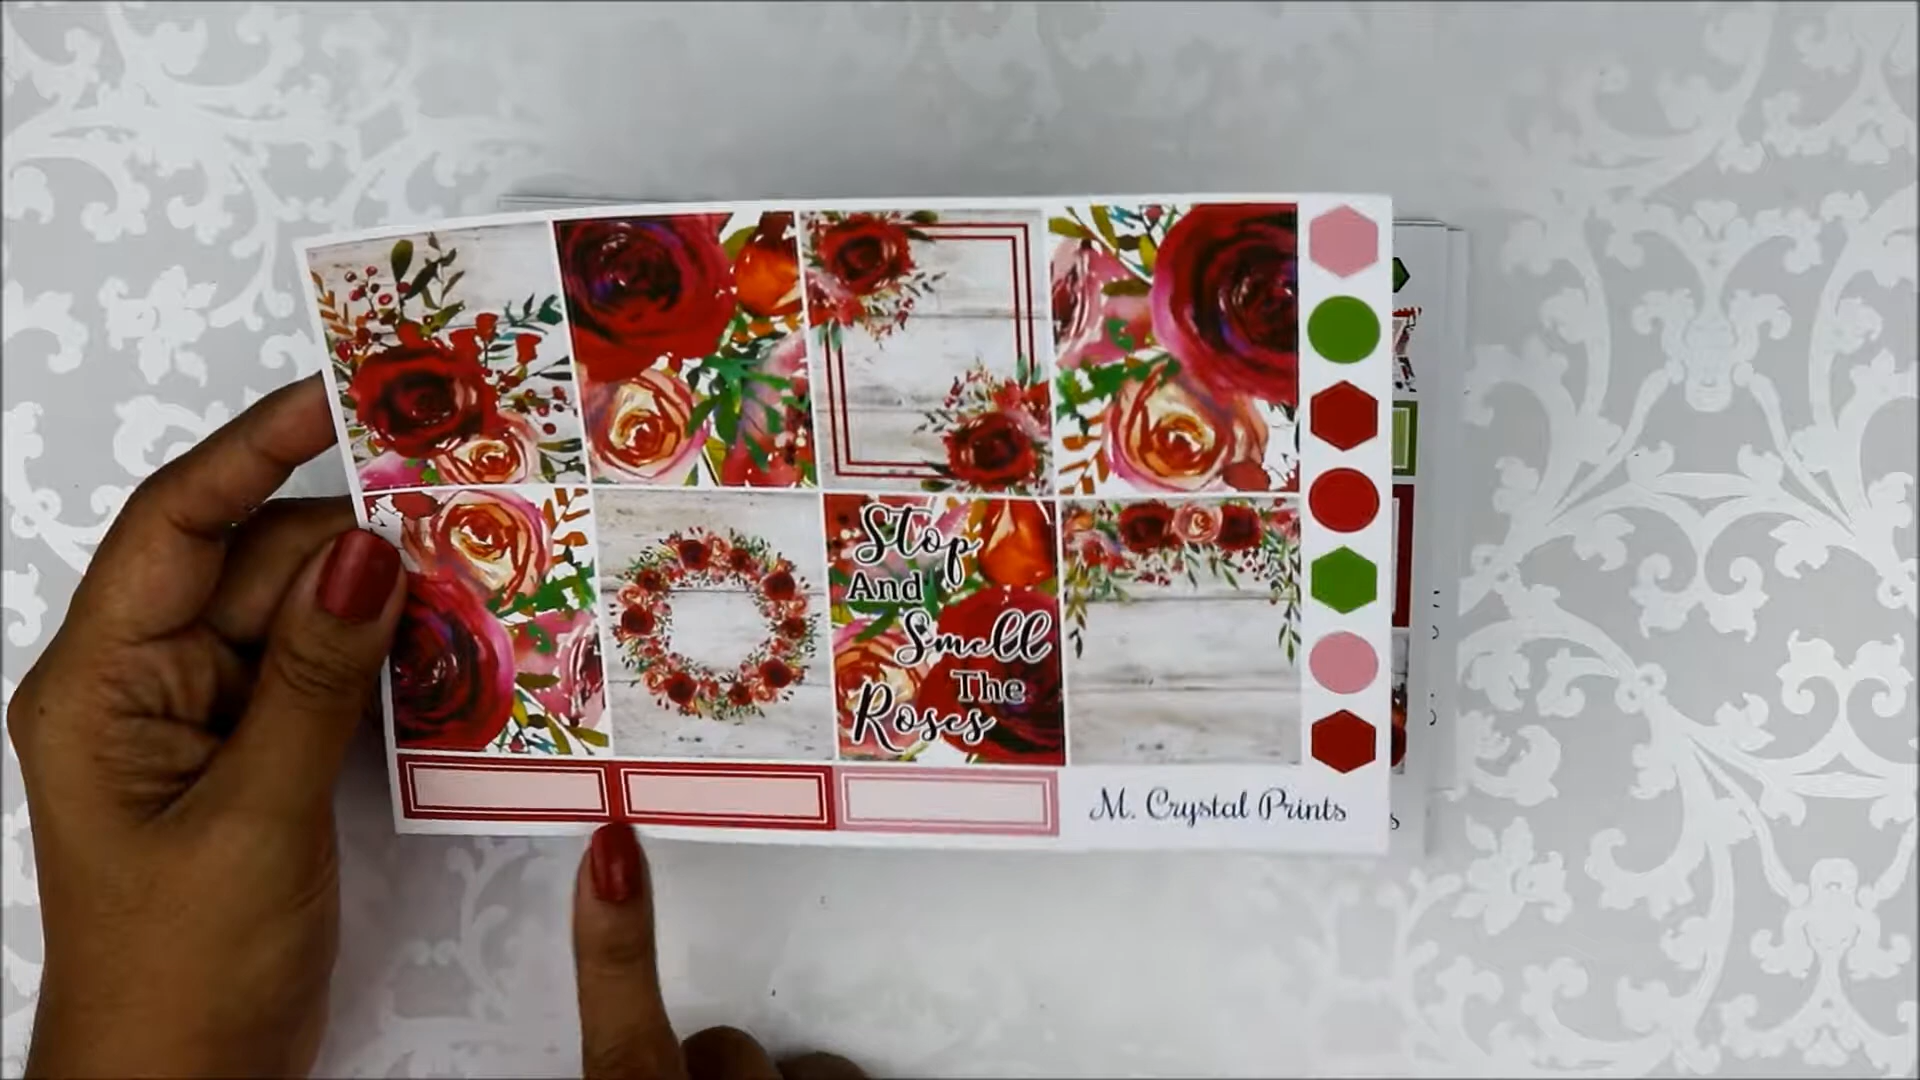 Stop
And
Smell
The
Roses
M. Crystal Prints